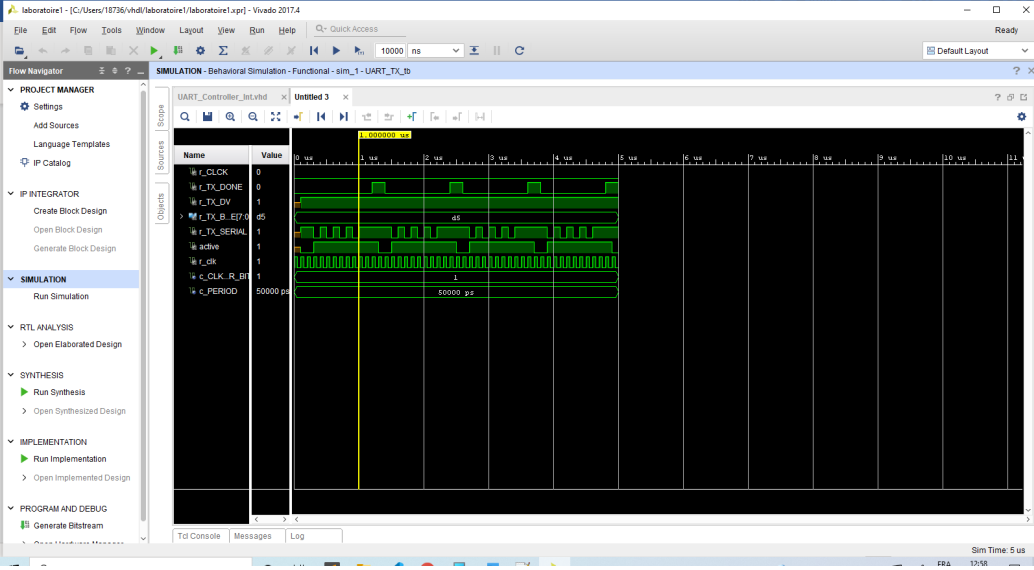 laboratoire1 - [C:/Users/18736/vhdl/laboratoire1/laboratoire1.xpr] - Vivado 2017.4
File Edit Flow Tools Window Layout View Run Help Quick Access Ready
10000 ns Default Layout
Flow Navigator
SIMULATION - Behavioral Simulation - Functional - sim_1 - UART_TX_tb
PROJECT MANAGER
Settings
Add Sources
Language Templates
IP Catalog
IP INTEGRATOR
Create Block Design
Open Block Design
Generate Block Design
SIMULATION
Run Simulation
RTL ANALYSIS
Open Elaborated Design
SYNTHESIS
Run Synthesis
Open Synthesized Design
IMPLEMENTATION
Run Implementation
Open Implemented Design
PROGRAM AND DEBUG
Generate Bitstream
Open Hardware Manager
Scope
Sources
Objects
UART_Controller_Int.vhd Untitled 3
1.000000 us
Name Value 0 us 1 us 2 us 3 us 4 us 5 us 6 us 7 us 8 us 9 us 10 us 11
r_CLCK 0
r_TX_DONE 0
r_TX_DV 1
r_TX_B...E[7:0 d5 d5
r_TX_SERIAL 1
active 1
r_clk 1
c_CLK...R_BIT 1 1
c_PERIOD 50000 ps 50000 ps
Tcl Console Messages Log
Sim Time: 5 us
FRA 12:58